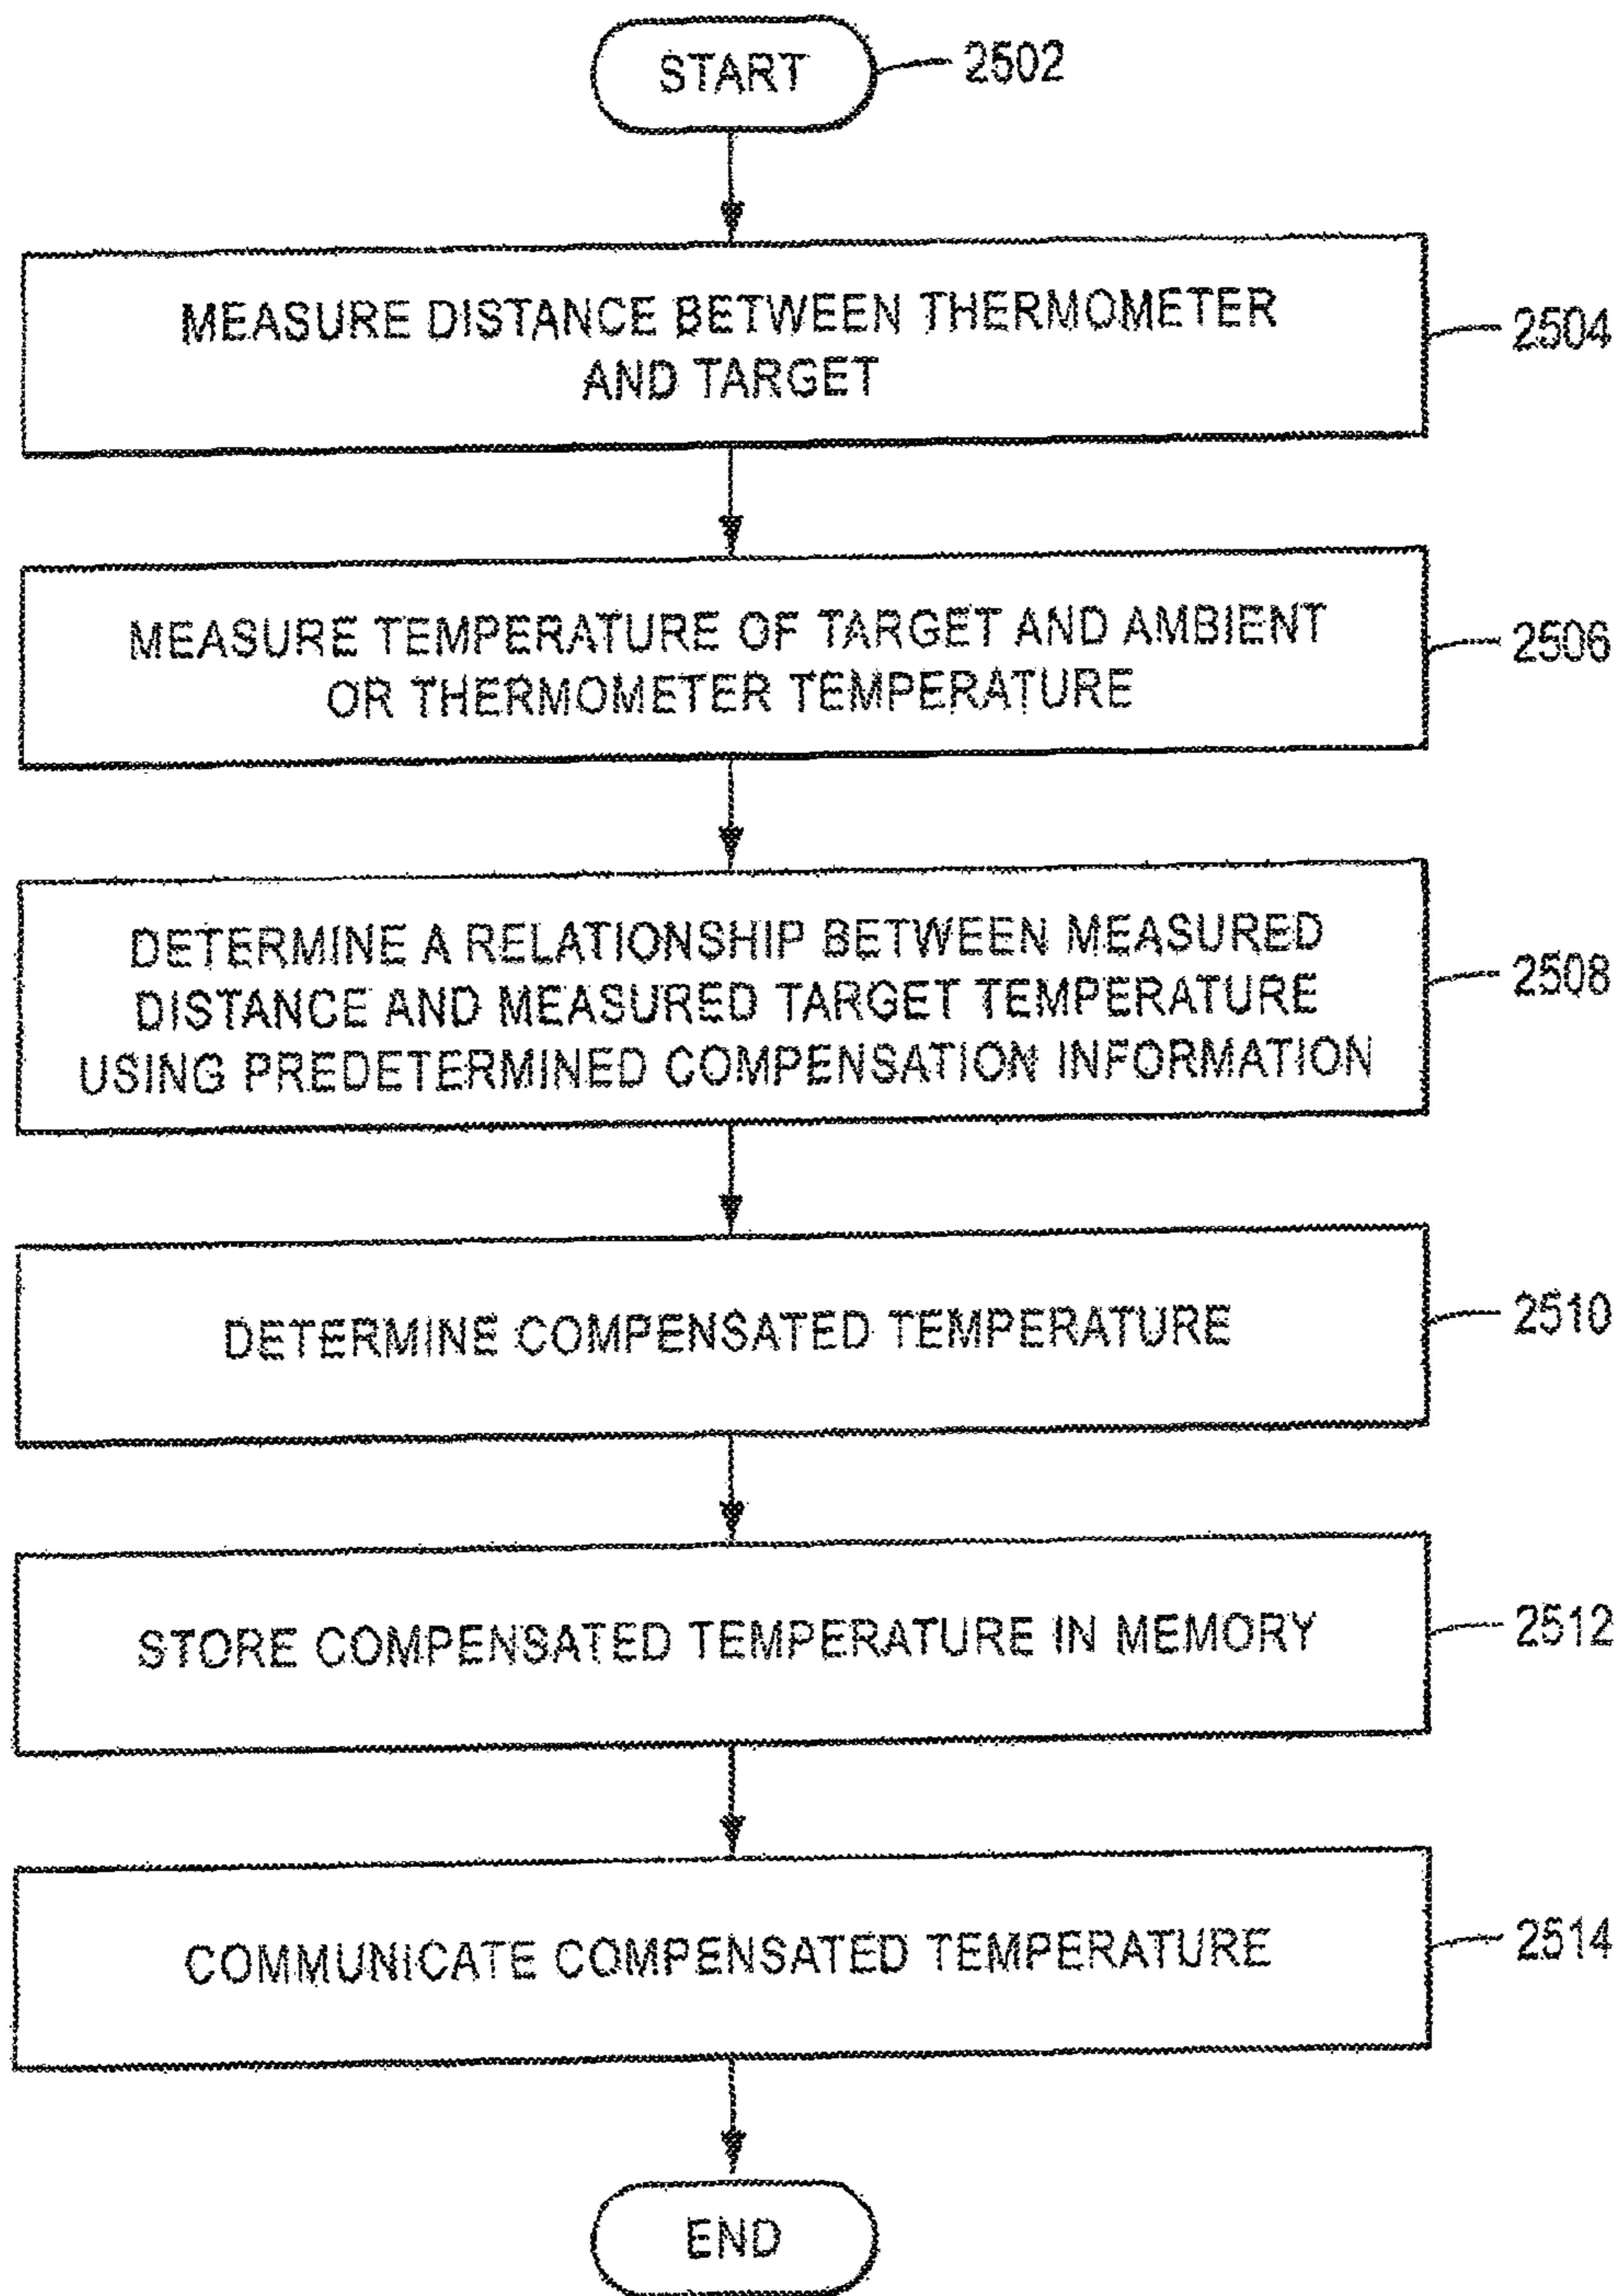 START
2502
MEASURE DISTANCE BETWEEN THERMOMETER
AND TARGET
2504
MEASURE TEMPERATURE OF TARGET AND AMBIENT
OR THERMOMETER TEMPERATURE
2506
DETERMINE A RELATIONSHIP BETWEEN MEASURED
DISTANCE AND MEASURED TARGET TEMPERATURE
USING PREDETERMINED COMPENSATION INFORMATION
2508
DETERMINE COMPENSATED TEMPERATURE
2510
STORE COMPENSATED TEMPERATURE IN MEMORY
2512
COMMUNICATE COMPENSATED TEMPERATURE
2514
END